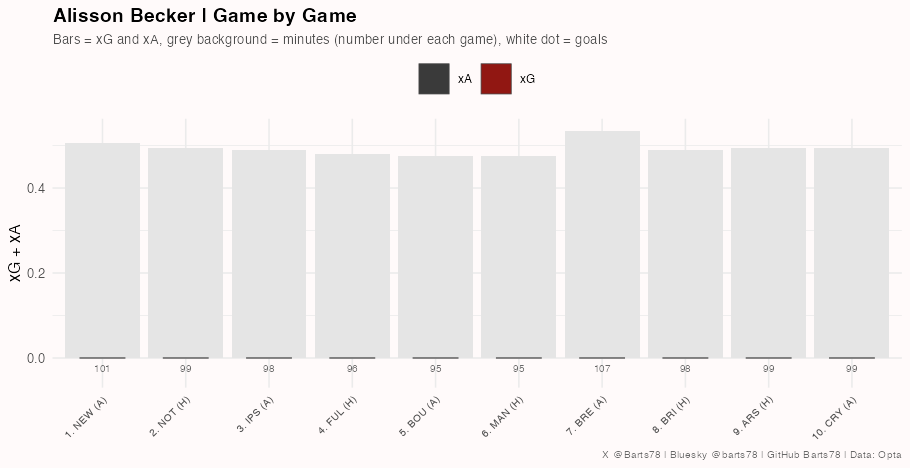 Alisson Becker | Game by Game
Bars = xG and xA, grey background = minutes (number under each game), white dot = goals
xA xG
xG + xA
0.4
0.2
0.0
101 99 98 96 95 95 107 98 99 99
1. NEW (A)
2. NOT (H)
3. IPS (A)
4. FUL (H)
5. BOU (A)
6. MAN (H)
7. BRE (A)
8. BRI (H)
9. ARS (H)
10. CRY (A)
X @Barts78 | Bluesky @barts78 | GitHub Barts78 | Data: Opta